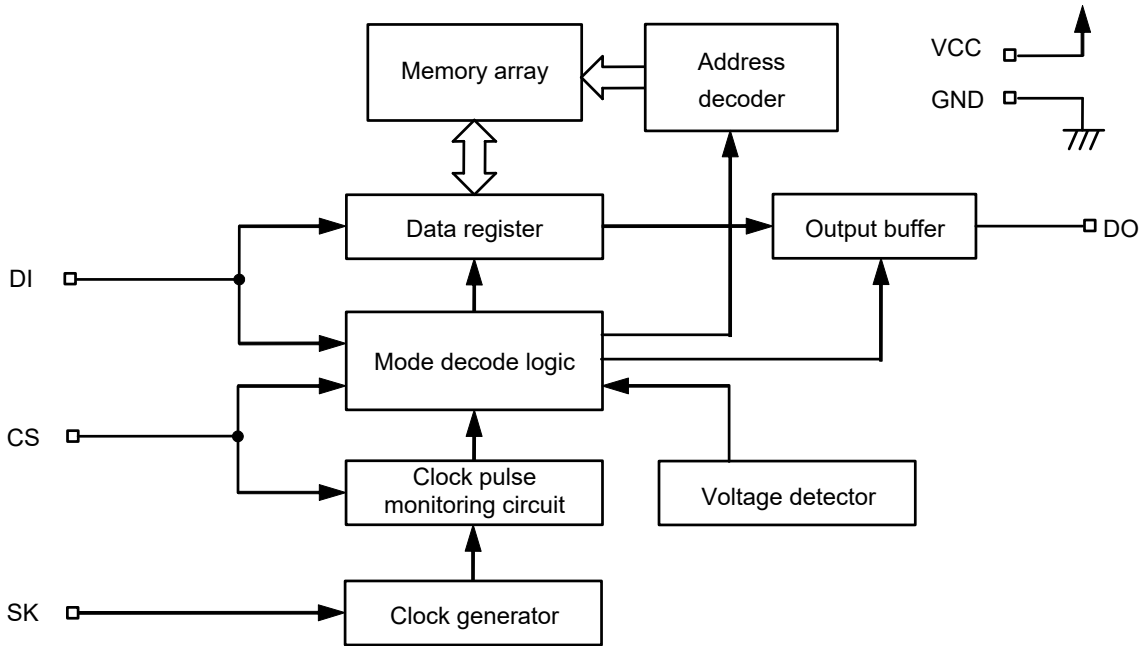 Memory array
Address
decoder
VCC
GND
Data register
Output buffer
DO
DI
Mode decode logic
CS
Clock pulse
monitoring circuit
Voltage detector
SK
Clock generator